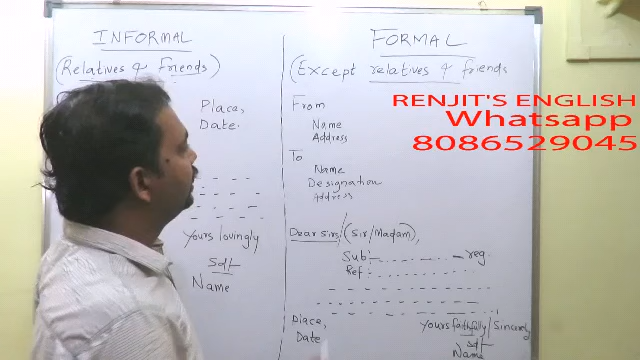 INFORMAL
(Relatives & friends)
Place,
Date.
Yours lovingly
Sd/-
Name
FORMAL
(Except relatives & friends
From
Name
Address
To
Name
Designation
Address
Dear sirs/(Sir/Madam),
Sub:- reg.
Ref:-
Place,
Date
Yours faithfully/Sincerely
Sd/-
Name
RENJIT'S ENGLISH
Whatsapp
8086529045